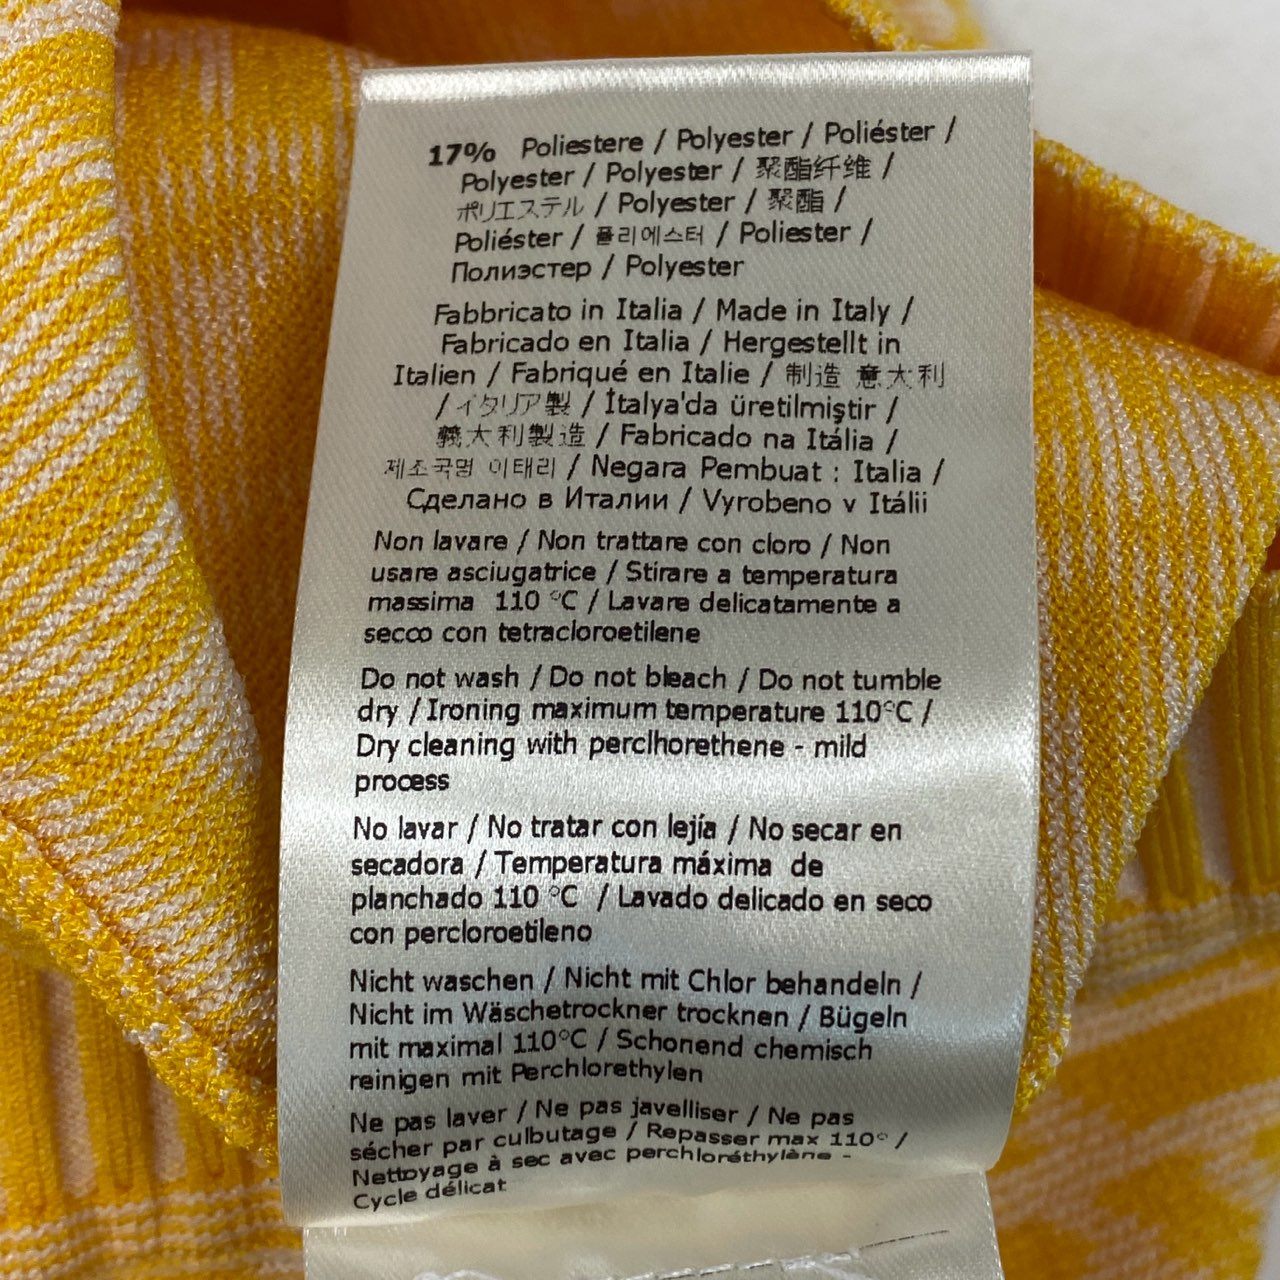 17% Poliestere / Polyester / Poliéster /
Polyester / Polyester / 聚酯纤维 /
ポリエステル / Polyester / 聚酯 /
Poliéster / 폴리에스터 / Poliester /
Полиэстер / Polyester
Fabbricato in Italia / Made in Italy /
Fabricado en Italia / Hergestellt in
Italien / Fabriqué en Italie / 制造 意大利
/ イタリア製 / İtalya'da üretilmiştir /
義大利製造 / Fabricado na Itália /
제조국명 이태리 / Negara Pembuat : Italia /
Сделано в Италии / Vyrobeno v Itálii
Non lavare / Non trattare con cloro / Non
usare asciugatrice / Stirare a temperatura
massima 110 °C / Lavare delicatamente a
secco con tetracloroetilene
Do not wash / Do not bleach / Do not tumble
dry / Ironing maximum temperature 110°C /
Dry cleaning with perclhorethene - mild
process
No lavar / No tratar con lejía / No secar en
secadora / Temperatura máxima de
planchado 110 °C / Lavado delicado en seco
con percloroetileno
Nicht waschen / Nicht mit Chlor behandeln /
Nicht im Wäschetrockner trocknen / Bügeln
mit maximal 110°C / Schonend chemisch
reinigen mit Perchlorethylen
Ne pas laver / Ne pas javelliser / Ne pas
sécher par culbutage / Repasser max 110° /
Nettoyage à sec avec perchloréthylène -
Cycle délicat